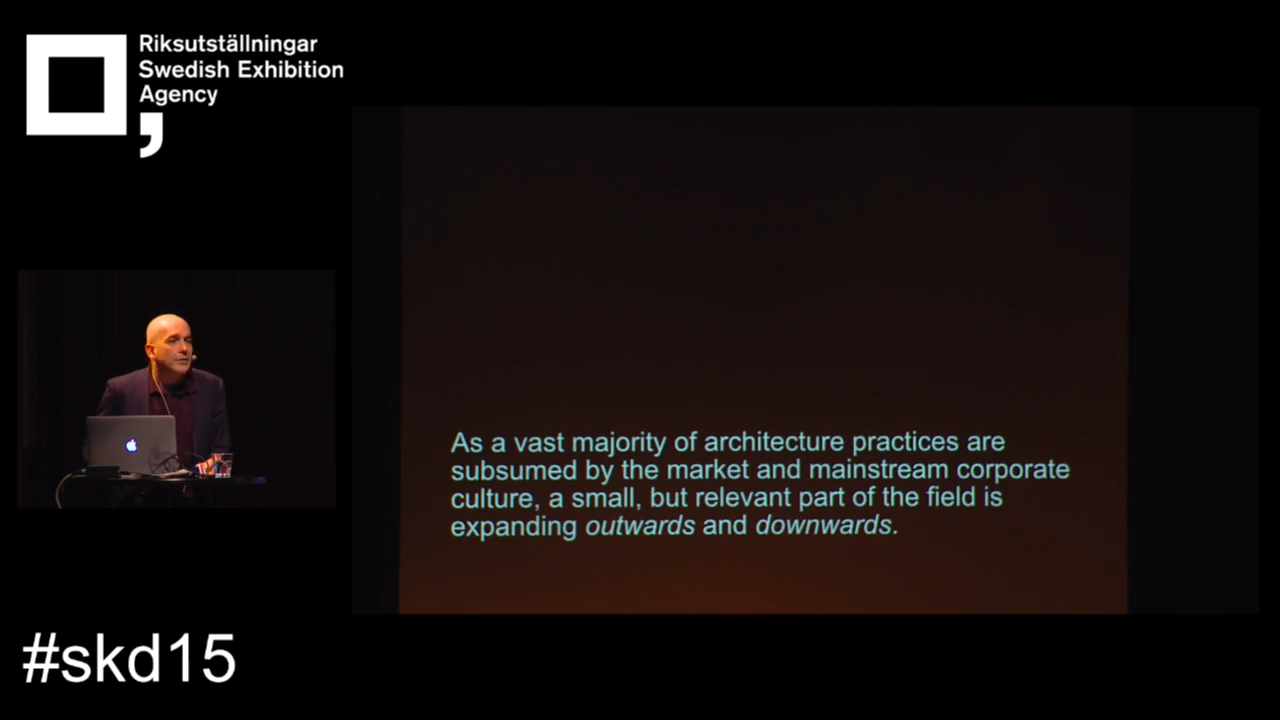 Riksutställningar
Swedish Exhibition
Agency
As a vast majority of architecture practices are
subsumed by the market and mainstream corporate
culture, a small, but relevant part of the field is
expanding outwards and downwards.
#skd15